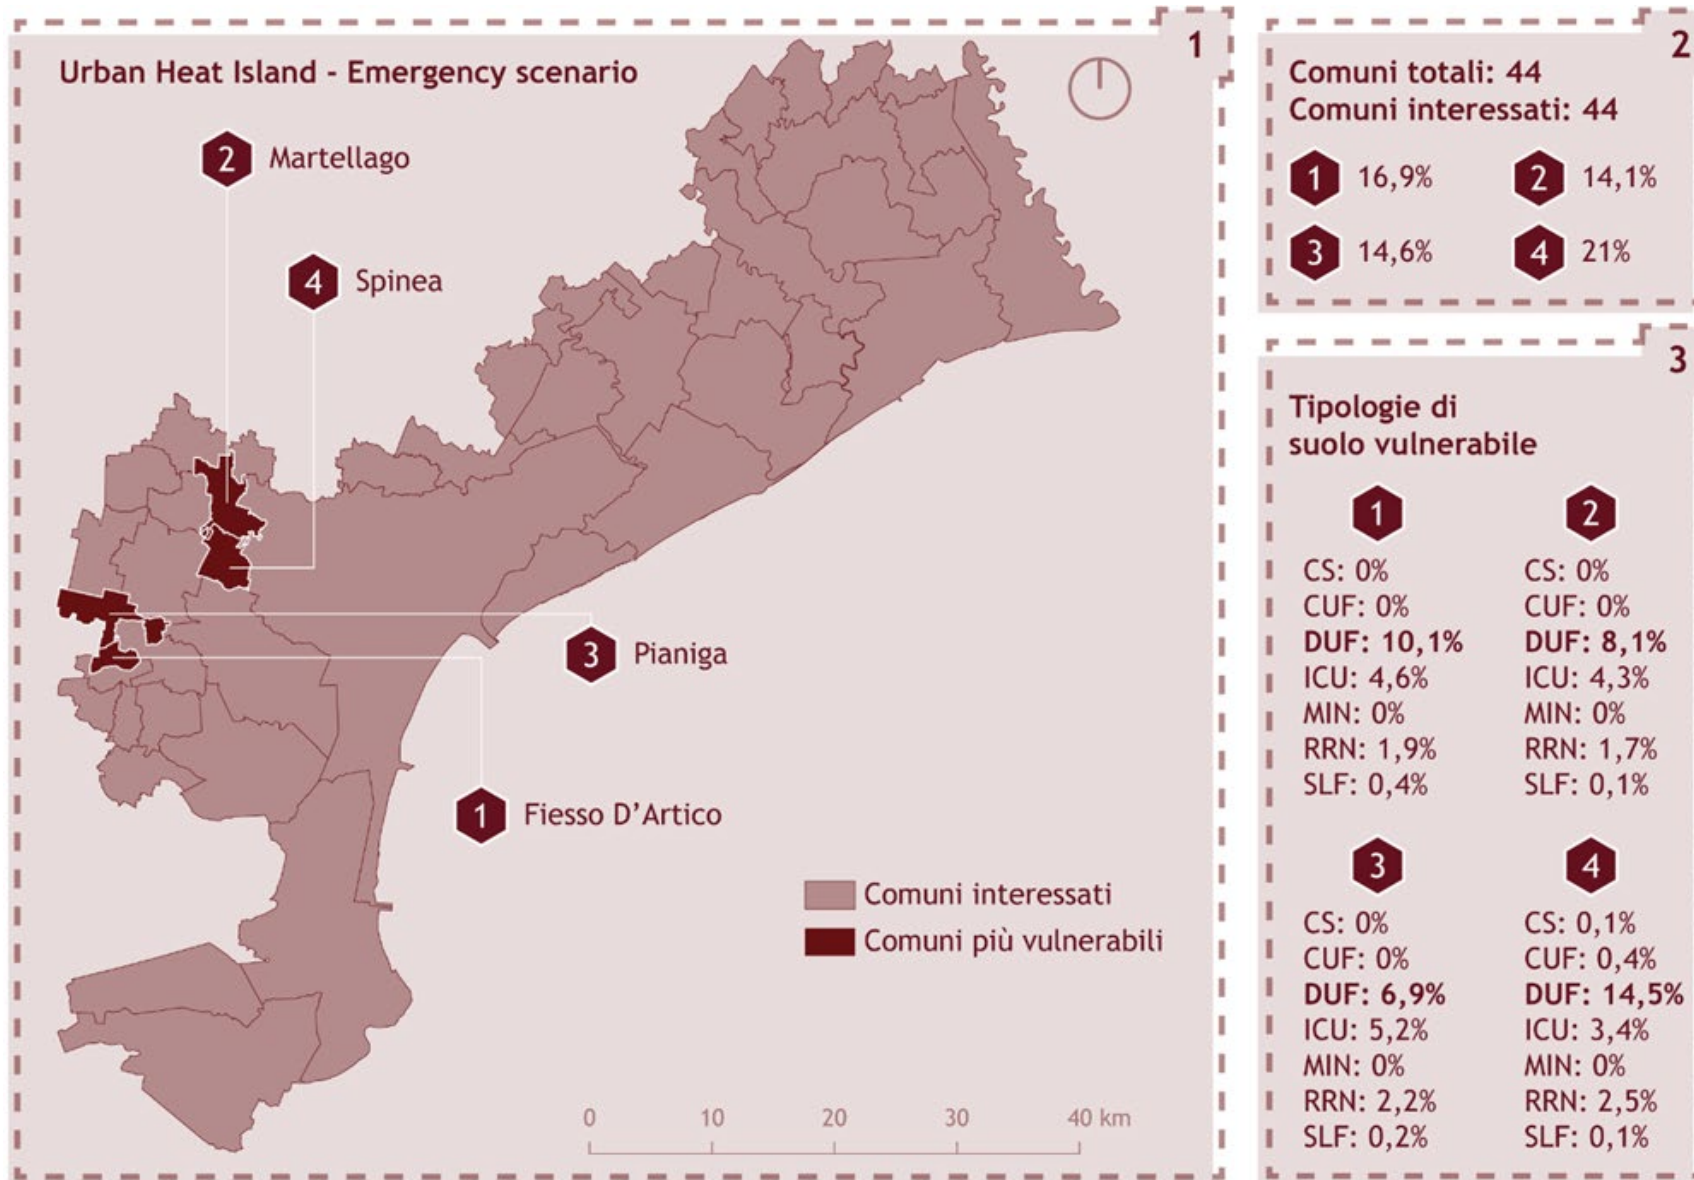 1
Urban Heat Island - Emergency scenario
2 Martellago
4 Spinea
3 Pianiga
1 Fiesso D'Artico
Comuni interessati
Comuni più vulnerabili
0 10 20 30 40 km
2
Comuni totali: 44
Comuni interessati: 44
1 16,9% 2 14,1%
3 14,6% 4 21%
3
Tipologie di
suolo vulnerabile
1
CS: 0%
CUF: 0%
DUF: 10,1%
ICU: 4,6%
MIN: 0%
RRN: 1,9%
SLF: 0,4%
2
CS: 0%
CUF: 0%
DUF: 8,1%
ICU: 4,3%
MIN: 0%
RRN: 1,7%
SLF: 0,1%
3
CS: 0%
CUF: 0%
DUF: 6,9%
ICU: 5,2%
MIN: 0%
RRN: 2,2%
SLF: 0,2%
4
CS: 0,1%
CUF: 0,4%
DUF: 14,5%
ICU: 3,4%
MIN: 0%
RRN: 2,5%
SLF: 0,1%